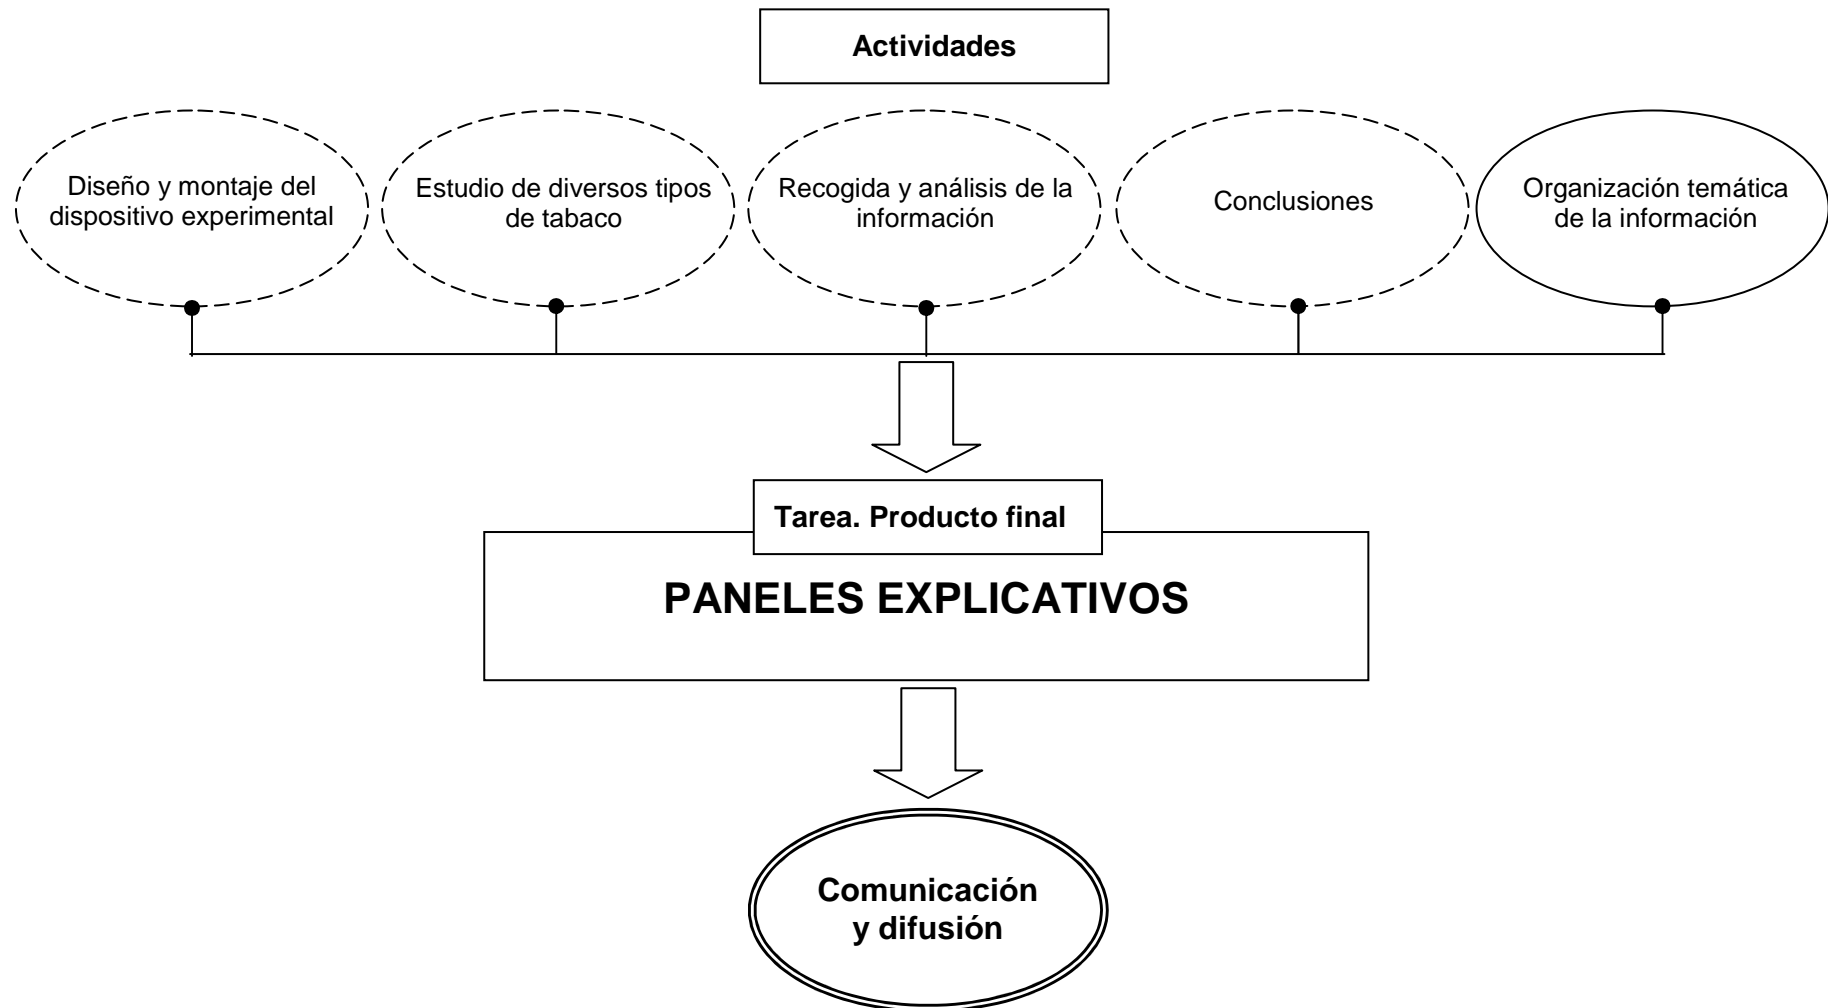 Actividades
Diseño y montaje del
dispositivo experimental
Estudio de diversos tipos
de tabaco
Recogida y análisis de la
información
Conclusiones
Organización temática
de la información
Tarea. Producto final
PANELES EXPLICATIVOS
Comunicación
y difusión